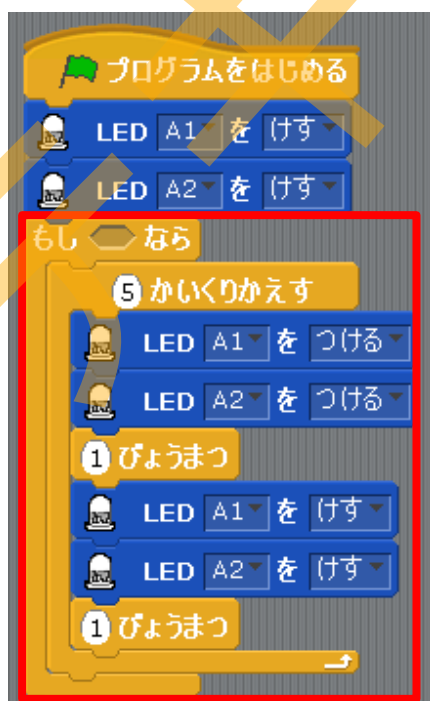 プログラムをはじめる
LED A1 を けす
LED A2 を けす
もし なら
5 かいくりかえす
LED A1 を つける
LED A2 を つける
1 びょうまつ
LED A1 を けす
LED A2 を けす
1 びょうまつ